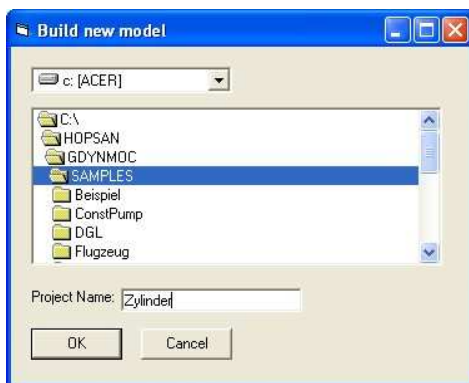 Build new model
c: [ACER]
C:\
HOPSAN
GDYNMOC
SAMPLES
Beispiel
ConstPump
DGL
Flugzeug
Project Name: Zylinder
OK Cancel